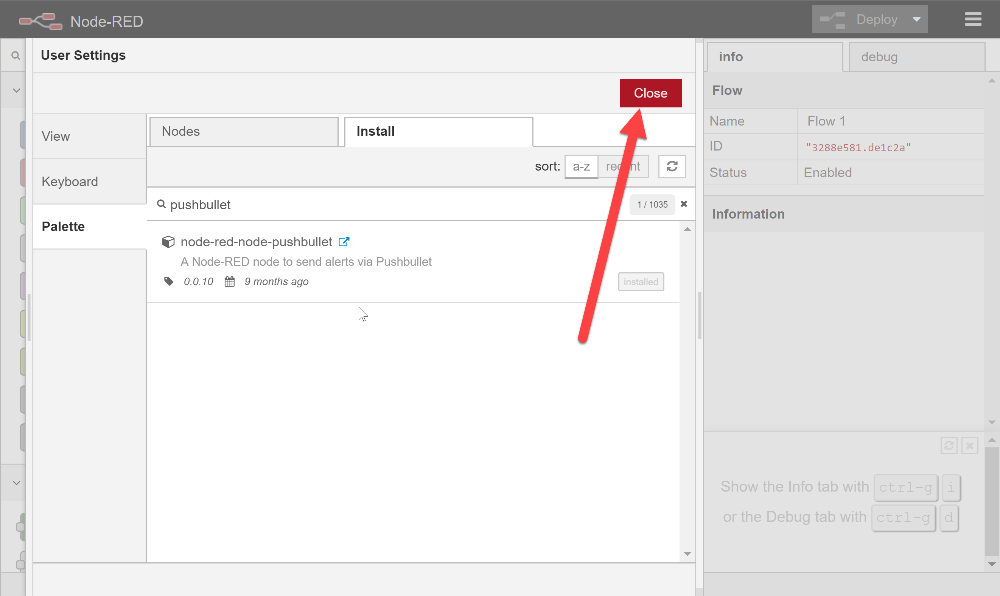 Node-RED
Deploy
User Settings
Close
View
Keyboard
Palette
Nodes
Install
sort: a-z recent
pushbullet
1 / 1035
node-red-node-pushbullet
A Node-RED node to send alerts via Pushbullet
0.0.10 9 months ago
installed
info
debug
Flow
Name Flow 1
ID "3288e581.de1c2a"
Status Enabled
Information
Show the Info tab with ctrl-g i
or the Debug tab with ctrl-g d